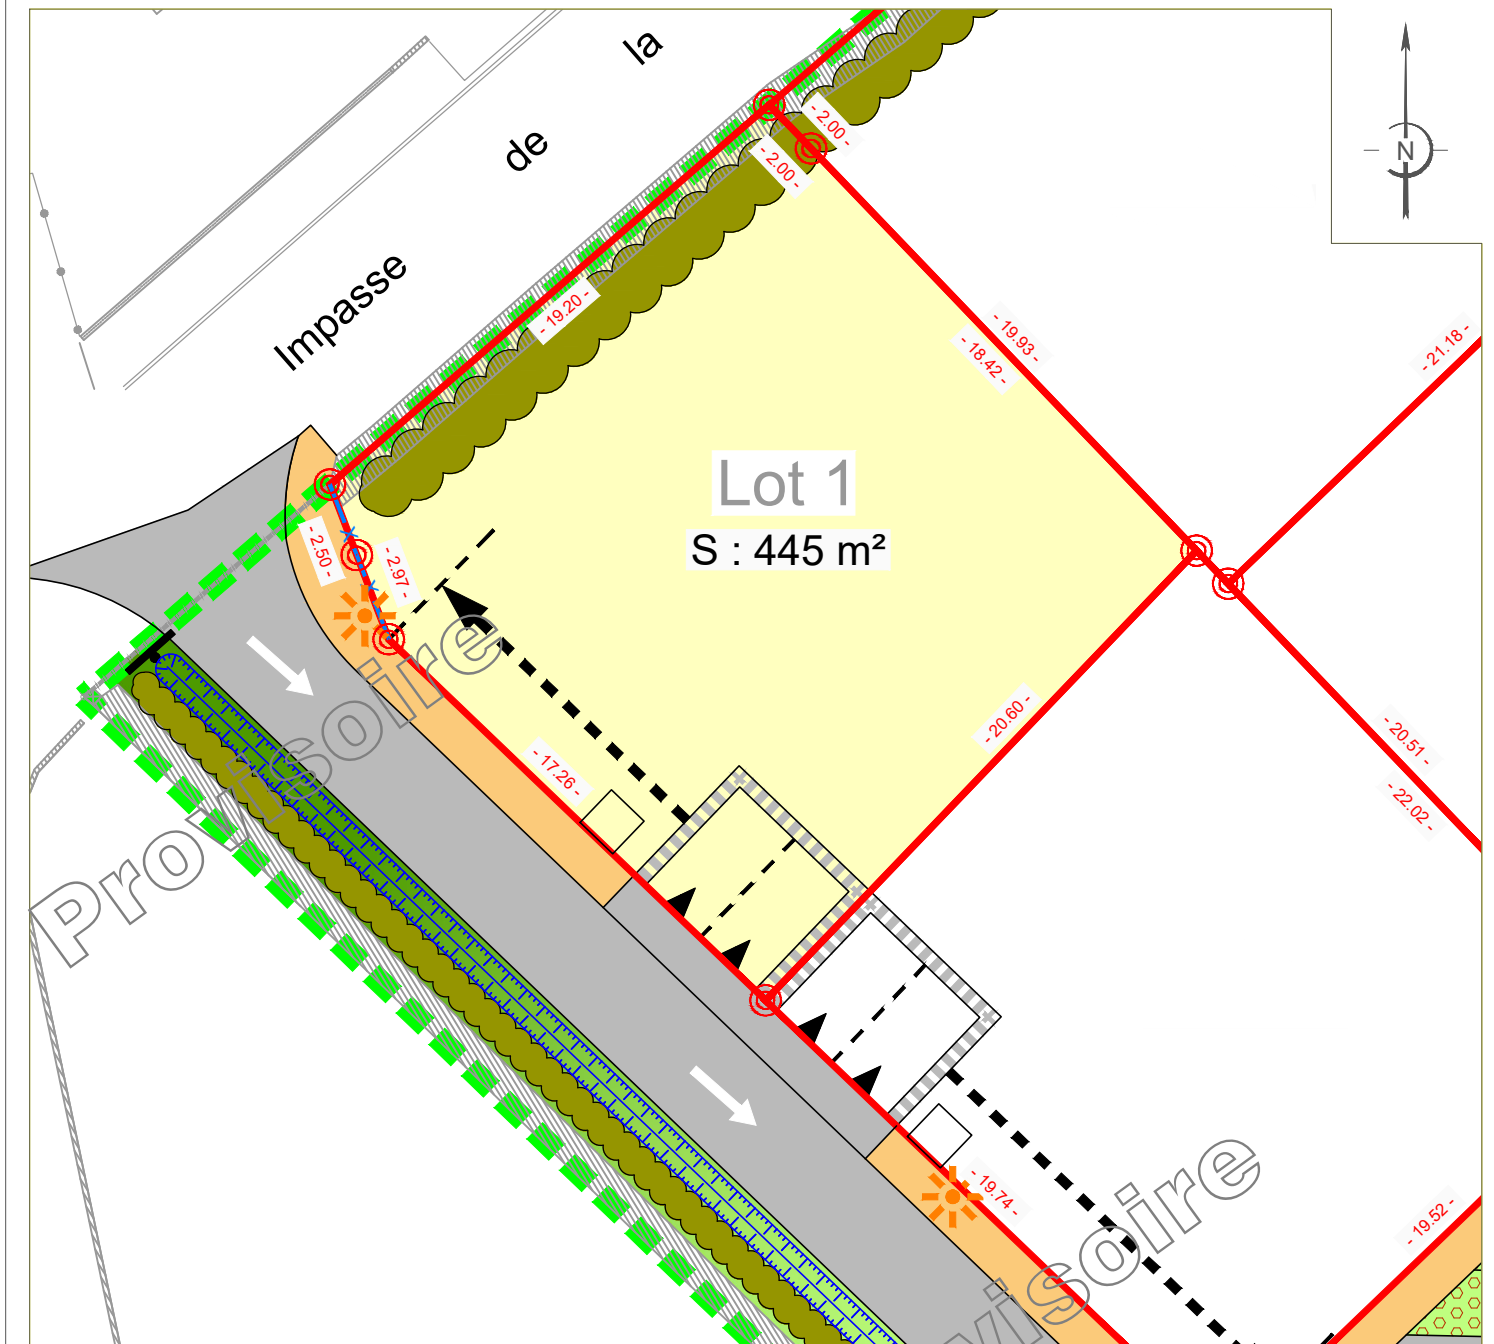 Impasse
de
la
N
- 2.00 -
- 2.00 -
- 19.20 -
- 19.93 -
- 18.42 -
- 21.18 -
Lot 1
S : 445 m²
- 2.50 -
- 2.97 -
Provisoire
- 17.26 -
- 20.60 -
- 20.51 -
- 22.02 -
- 19.74 -
- 19.52 -
visoire